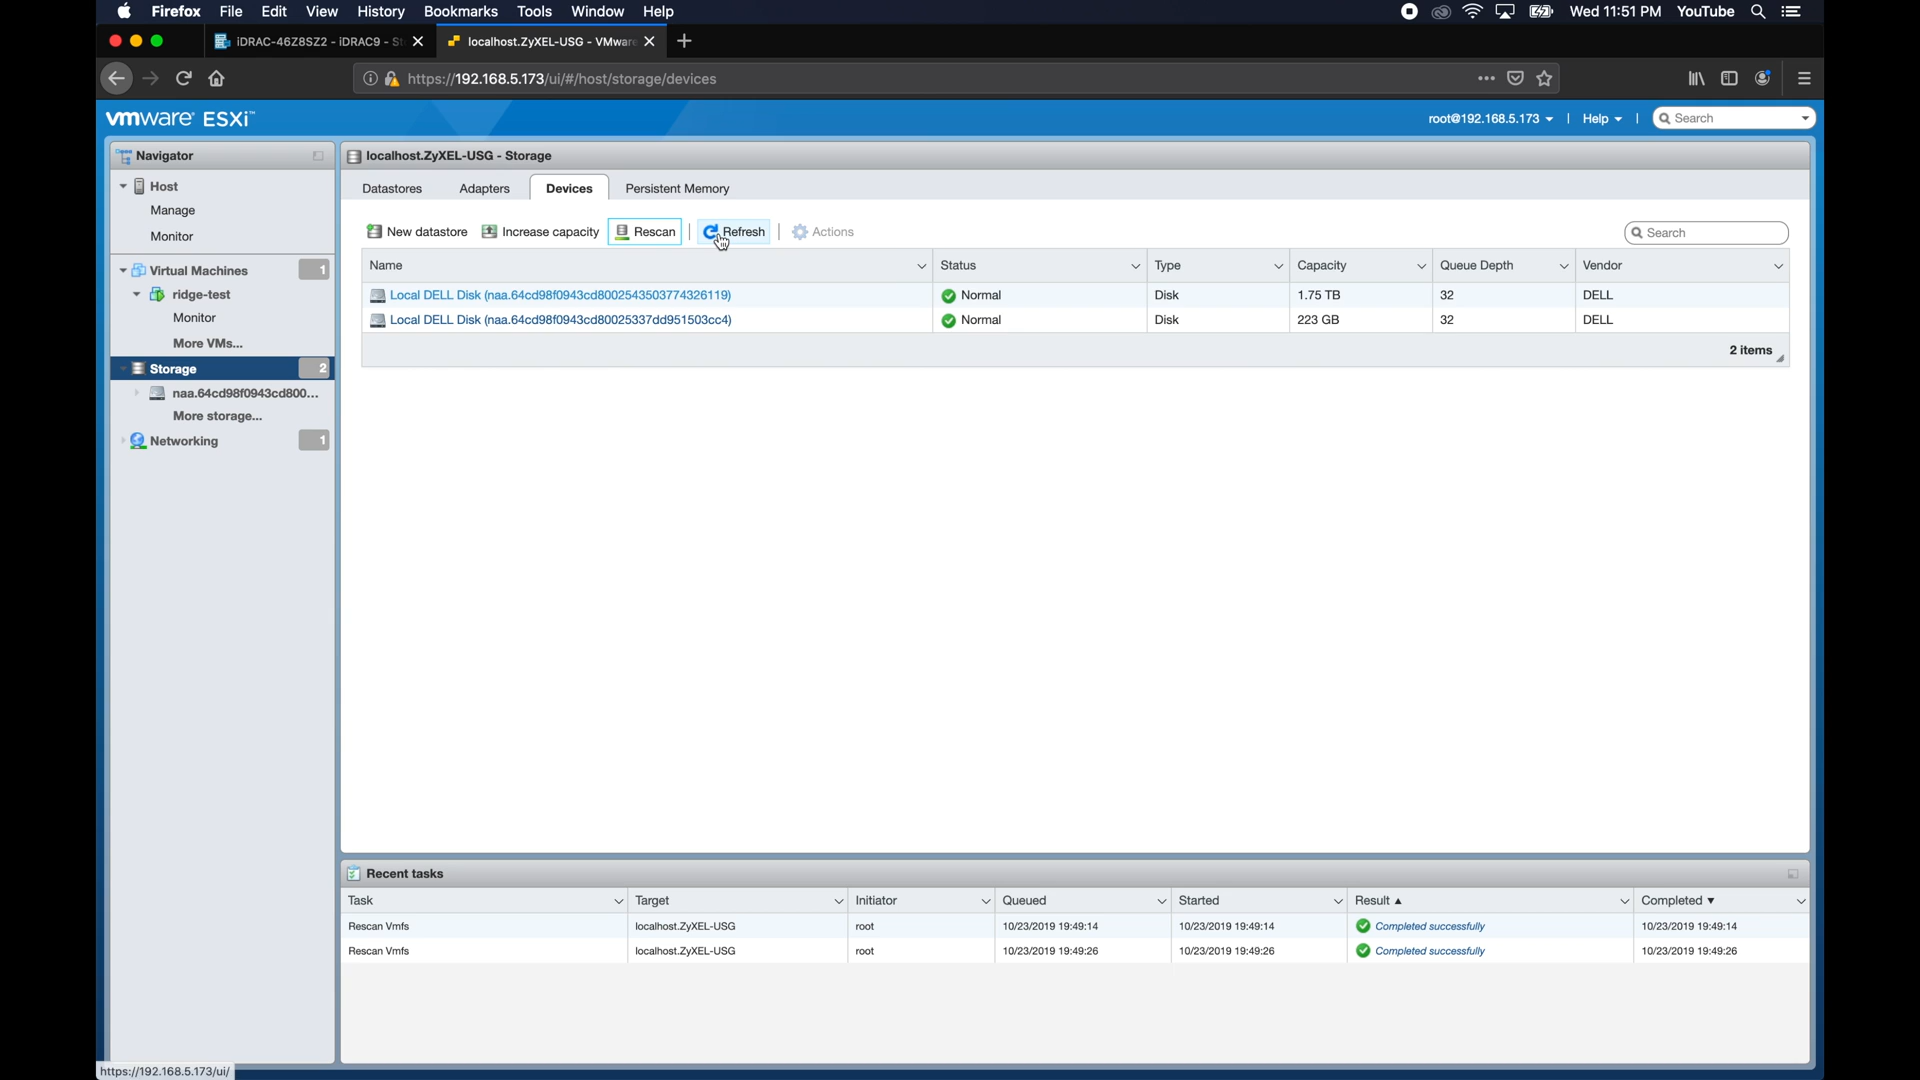 Firefox File Edit View History Bookmarks Tools Window Help Wed 11:51 PM YouTube
iDRAC-46Z8SZ2 - iDRAC9 - St localhost.ZyXEL-USG - VMware
https://192.168.5.173/ui/#/host/storage/devices
vmware ESXi™ root@192.168.5.173 | Help | Search
Navigator
Host
Manage
Monitor
Virtual Machines 1
ridge-test
Monitor
More VMs...
Storage 2
naa.64cd98f0943cd800...
More storage...
Networking 1
localhost.ZyXEL-USG - Storage
Datastores Adapters Devices Persistent Memory
New datastore Increase capacity Rescan | Refresh | Actions Search
Name Status Type Capacity Queue Depth Vendor
Local DELL Disk (naa.64cd98f0943cd8002543503774326119) Normal Disk 1.75 TB 32 DELL
Local DELL Disk (naa.64cd98f0943cd80025337dd951503cc4) Normal Disk 223 GB 32 DELL
2 items
Recent tasks
Task Target Initiator Queued Started Result ▲ Completed ▼
Rescan Vmfs localhost.ZyXEL-USG root 10/23/2019 19:49:14 10/23/2019 19:49:14 Completed successfully 10/23/2019 19:49:14
Rescan Vmfs localhost.ZyXEL-USG root 10/23/2019 19:49:26 10/23/2019 19:49:26 Completed successfully 10/23/2019 19:49:26
https://192.168.5.173/ui/